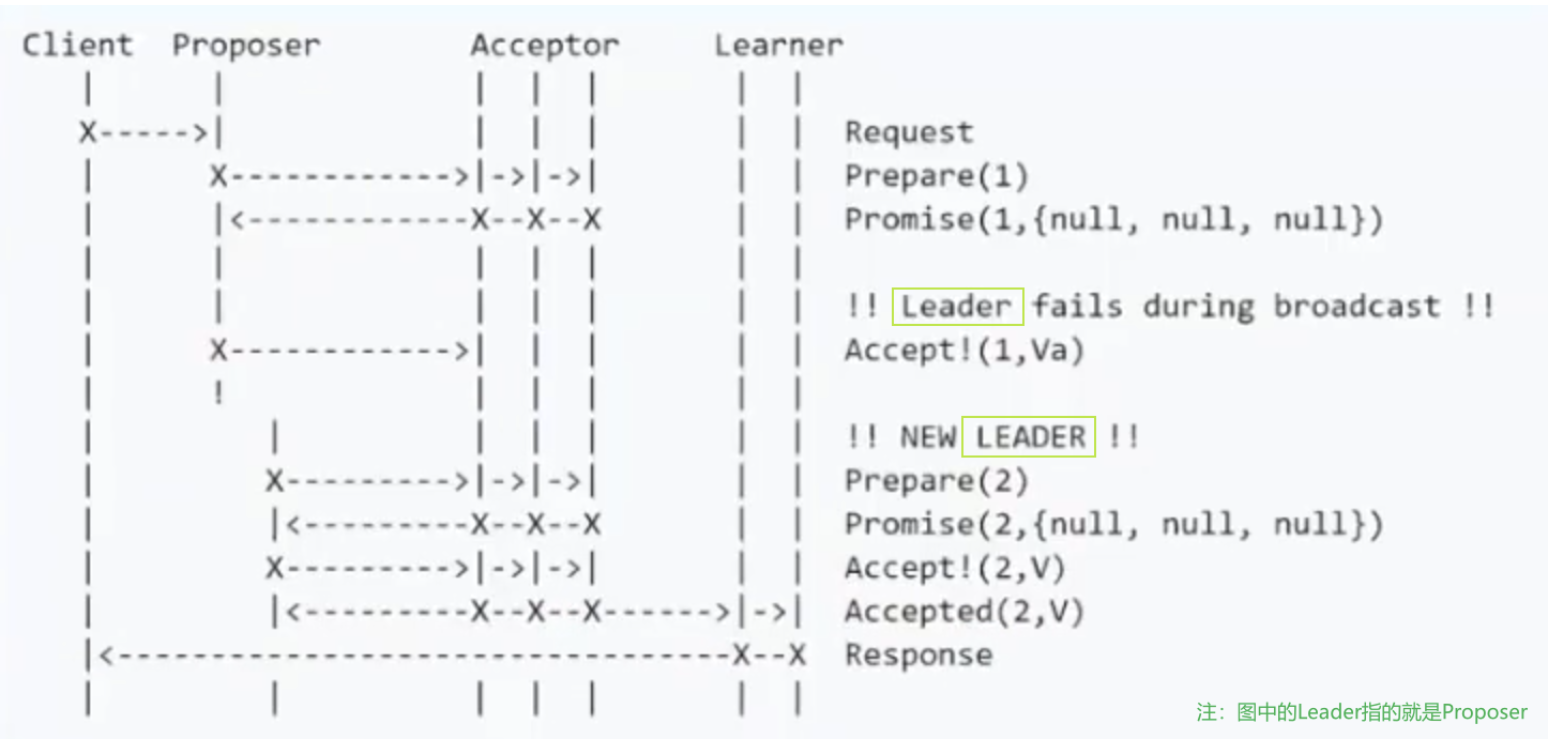 Client Proposer Acceptor Learner
| | | | | | |
X----->| | | | | | Request
| X------------>|->|->| | | Prepare(1)
| |<------------X--X--X | | Promise(1,{null, null, null})
| | | | | | |
| | | | | | | !! Leader fails during broadcast !!
| X------------>| | | | | Accept!(1,Va)
| ! | | | | |
| | | | | | | !! NEW LEADER !!
| X--------->|->|->| | | Prepare(2)
| |<---------X--X--X | | Promise(2,{null, null, null})
| X--------->|->|->| | | Accept!(2,V)
| |<---------X--X--X------>|->| Accepted(2,V)
|<---------------------------------X--X Response
| | | | | | |
注：图中的Leader指的就是Proposer